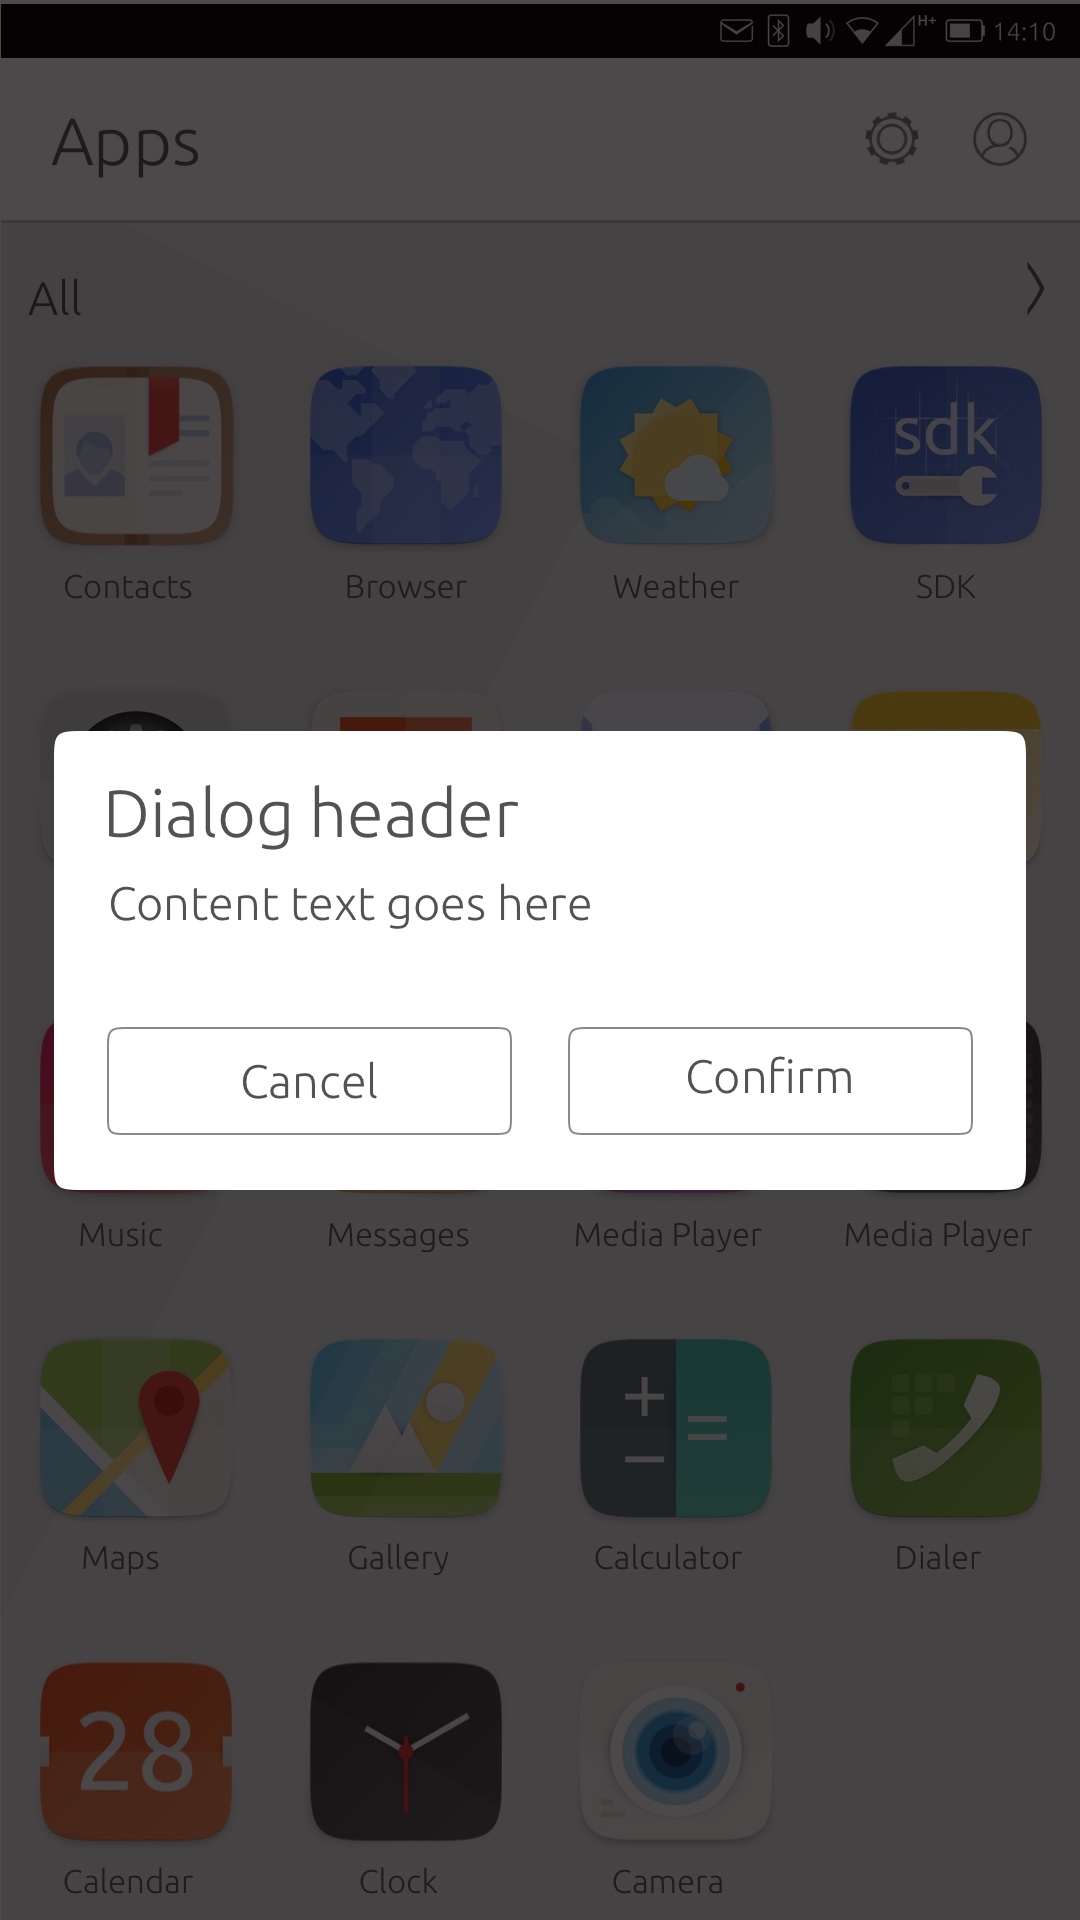 H+ 14:10
Apps
All
sdk
Contacts Browser Weather SDK
Dialog header
Content text goes here
Cancel Confirm
Music Messages Media Player Media Player
Maps Gallery Calculator Dialer
28
Calendar Clock Camera